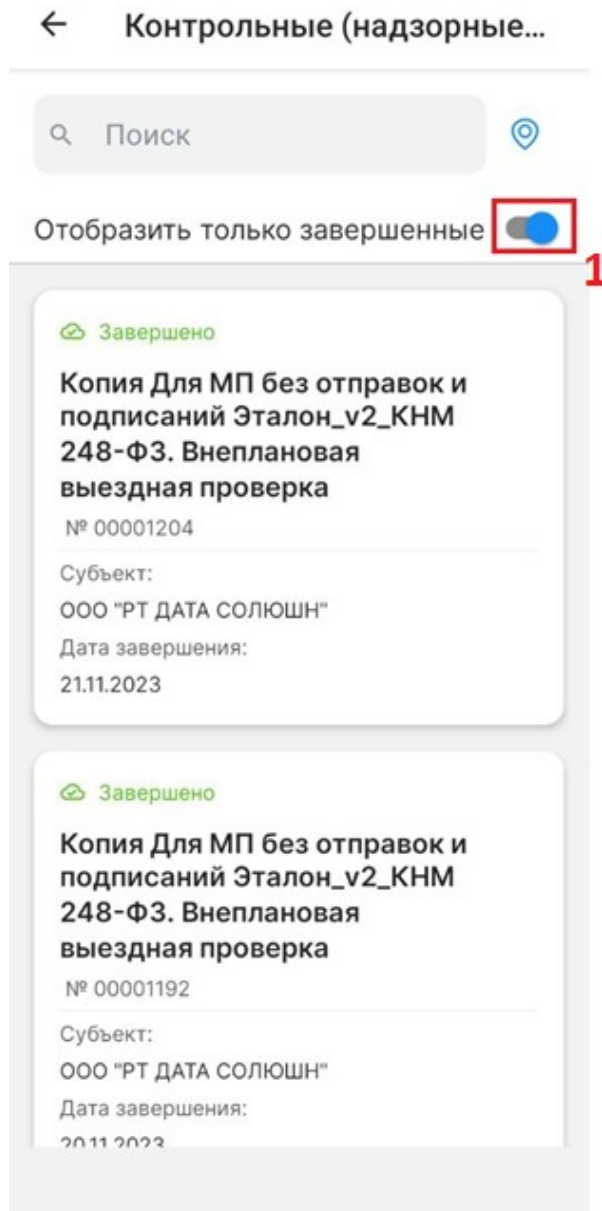 Контрольные (надзорные...
Поиск
Отобразить только завершенные
1
Завершено
Копия Для МП без отправок и
подписаний Эталон_v2_КНМ
248-ФЗ. Внеплановая
выездная проверка
№ 00001204
Субъект:
ООО "РТ ДАТА СОЛЮШН"
Дата завершения:
21.11.2023
Завершено
Копия Для МП без отправок и
подписаний Эталон_v2_КНМ
248-ФЗ. Внеплановая
выездная проверка
№ 00001192
Субъект:
ООО "РТ ДАТА СОЛЮШН"
Дата завершения:
20.11.2023